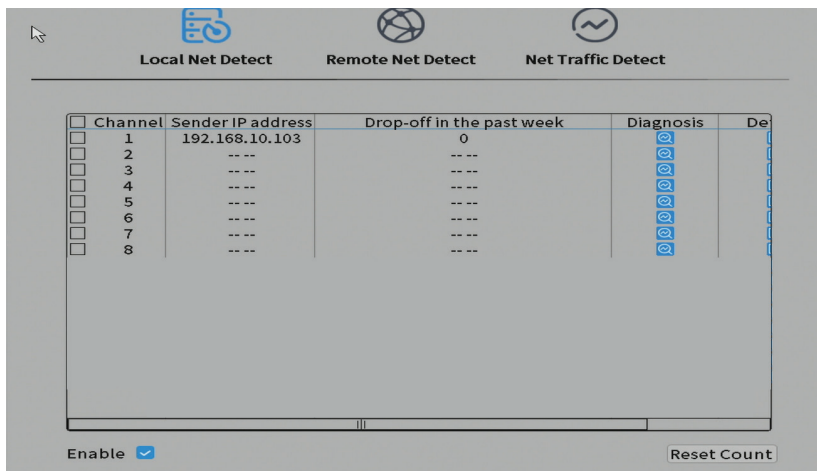 Local Net Detect Remote Net Detect Net Traffic Detect
Channel Sender IP address Drop-off in the past week Diagnosis
1 192.168.10.103 0
2 -- -- -- --
3 -- -- -- --
4 -- -- -- --
5 -- -- -- --
6 -- -- -- --
7 -- -- -- --
8 -- -- -- --
Enable Reset Count